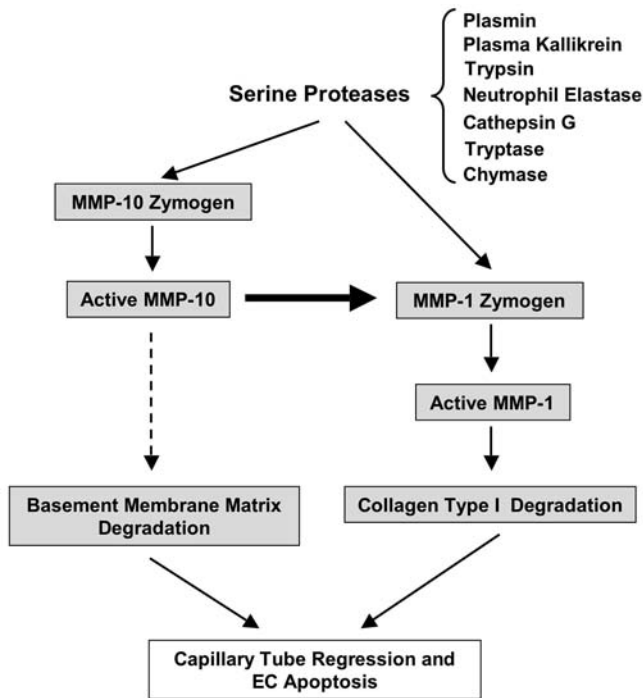 Plasmin
Plasma Kallikrein
Trypsin
Serine Proteases
Neutrophil Elastase
Cathepsin G
Tryptase
Chymase
MMP-10 Zymogen
Active MMP-10
MMP-1 Zymogen
Active MMP-1
Basement Membrane Matrix
Degradation
Collagen Type I Degradation
Capillary Tube Regression and
EC Apoptosis